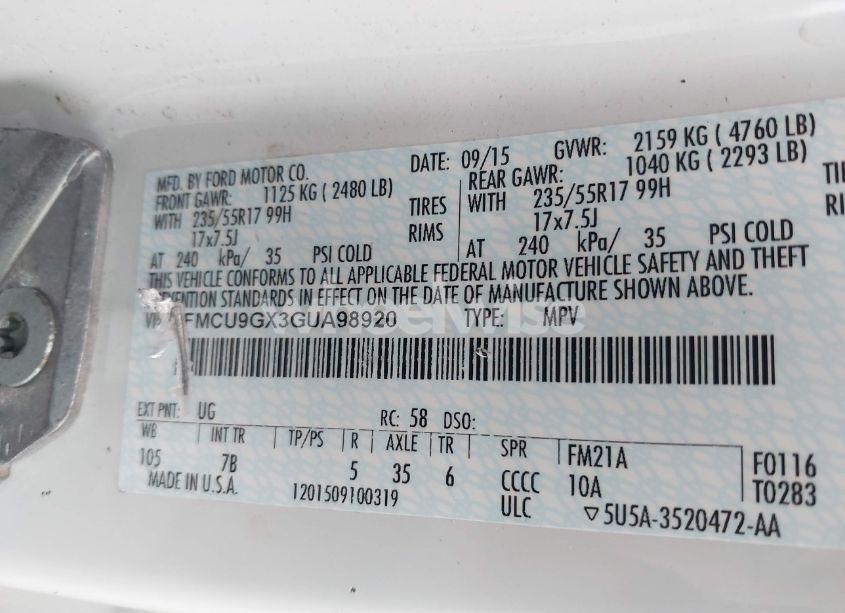 MFD. BY FORD MOTOR CO. DATE: 09/15 GVWR: 2159 KG ( 4760 LB)
FRONT GAWR: 1125 KG ( 2480 LB) REAR GAWR: 1040 KG ( 2293 LB)
WITH 235/55R17 99H TIRES WITH 235/55R17 99H TIRE
17x7.5J RIMS 17x7.5J RI
AT 240 kPa/ 35 PSI COLD AT 240 kPa/ 35 PSI COLD
THIS VEHICLE CONFORMS TO ALL APPLICABLE FEDERAL MOTOR VEHICLE SAFETY AND THEFT
PREVENTION STANDARDS IN EFFECT ON THE DATE OF MANUFACTURE SHOWN ABOVE.
FMCU9GX3GUA98920 TYPE: MPV
EXT PNT: UG RC: 58 DSO:
WB INT TR TP/PS R AXLE TR SPR FM21A F0116
105 7B 5 35 6 CCCC 10A T0283
MADE IN U.S.A. 1201509100319 ULC ▽5U5A-3520472-AA